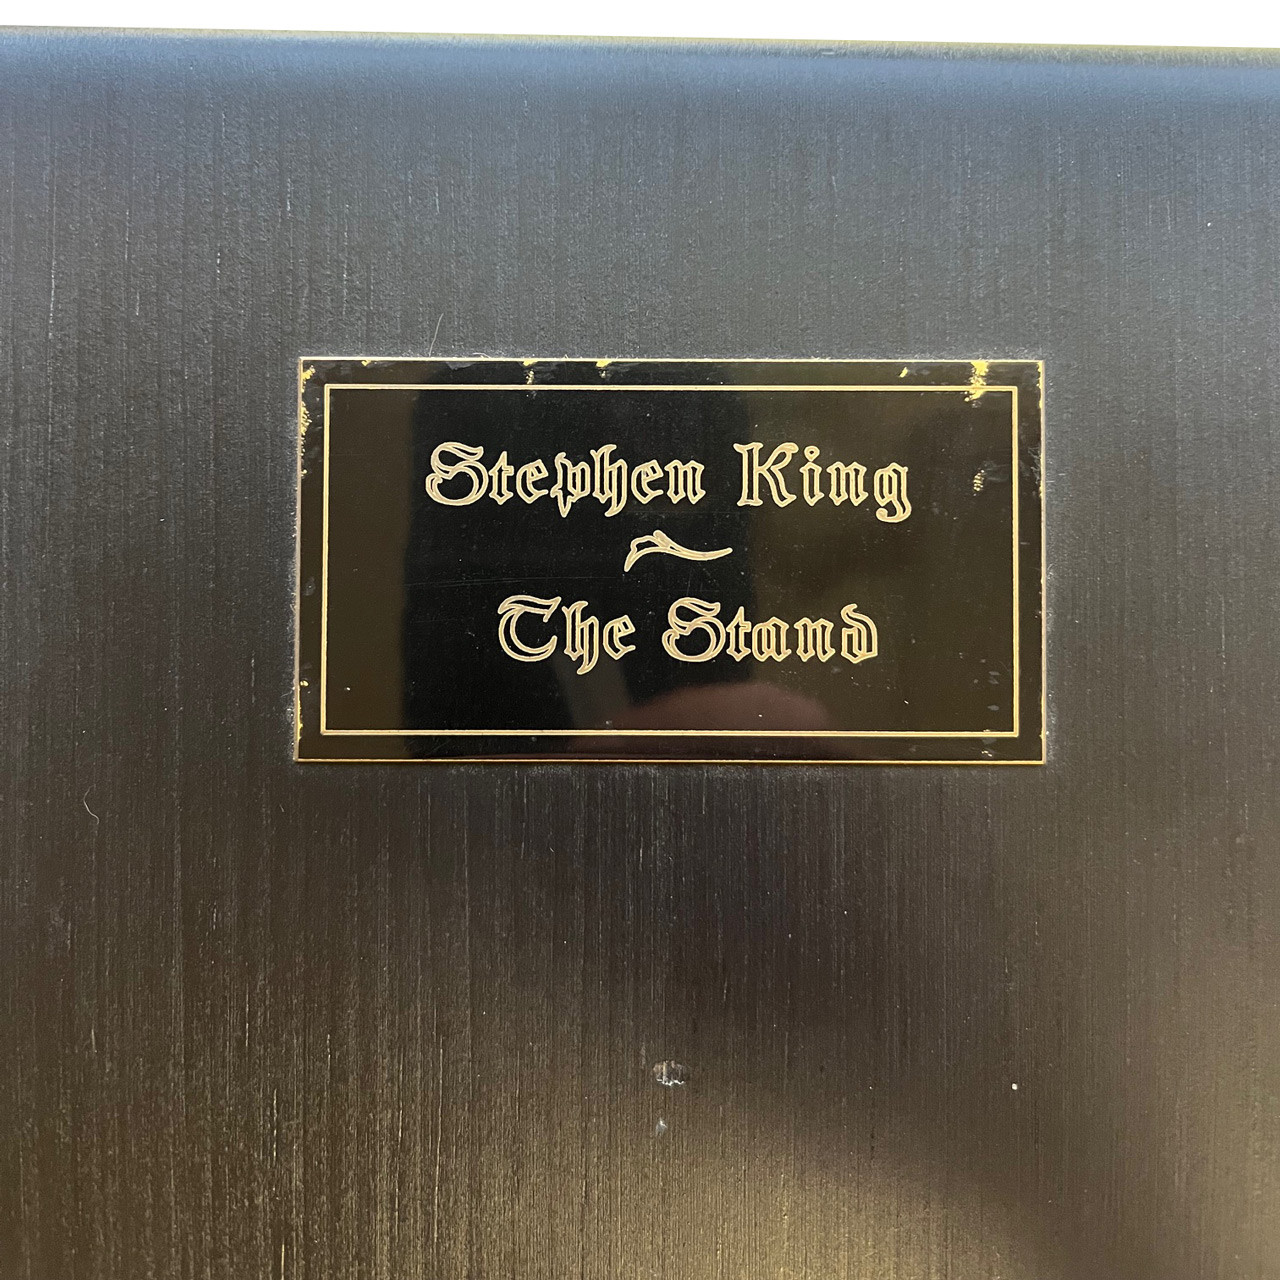 Stephen King
The Stand